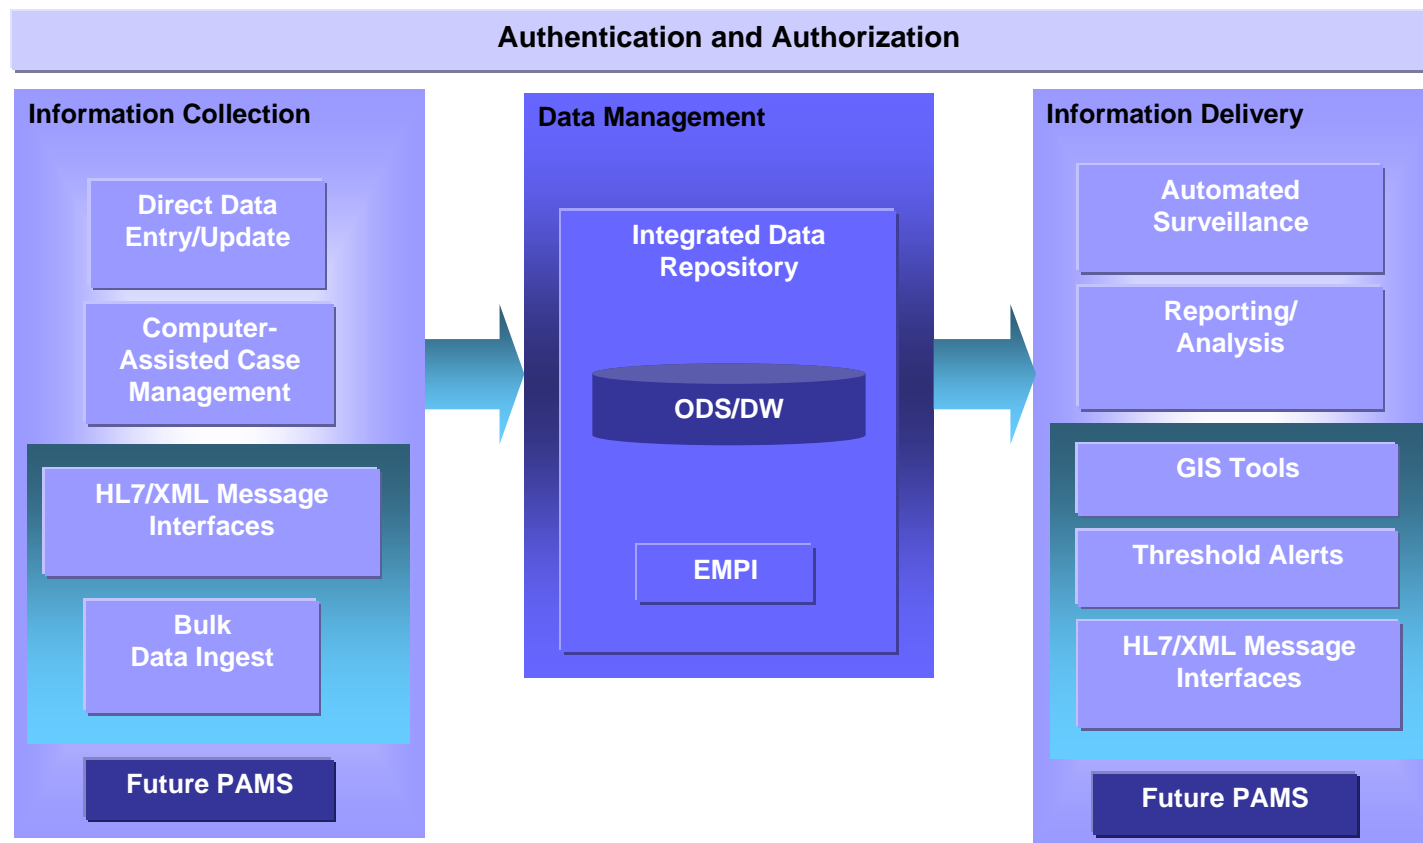 Authentication and Authorization
Information Collection
Direct Data
Entry/Update
Computer-
Assisted Case
Management
HL7/XML Message
Interfaces
Bulk
Data Ingest
Future PAMS
Data Management
Integrated Data
Repository
ODS/DW
EMPI
Information Delivery
Automated
Surveillance
Reporting/
Analysis
GIS Tools
Threshold Alerts
HL7/XML Message
Interfaces
Future PAMS